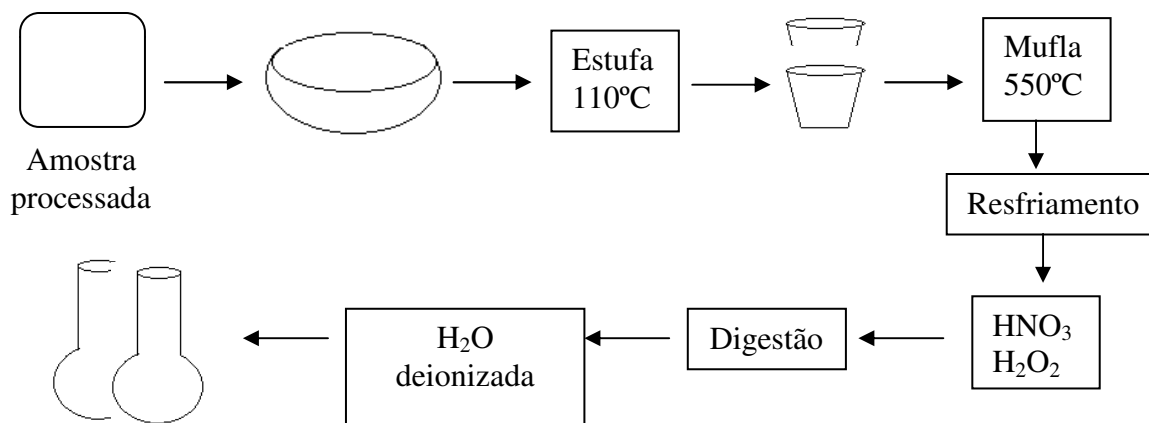 Estufa
110ºC
Mufla
550ºC
Amostra
processada
Resfriamento
HNO₃
H₂O₂
Digestão
H₂O
deionizada